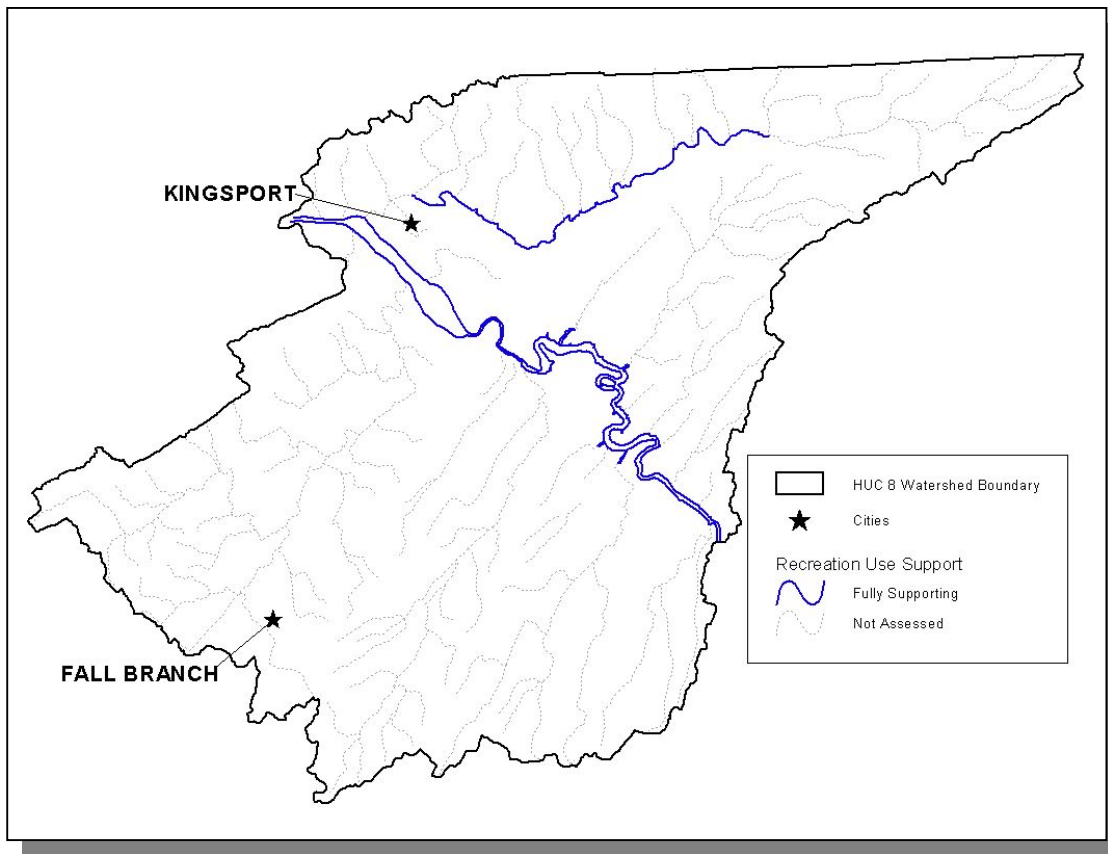 KINGSPORT
FALL BRANCH
HUC 8 Watershed Boundary
Cities
Recreation Use Support
Fully Supporting
Not Assessed